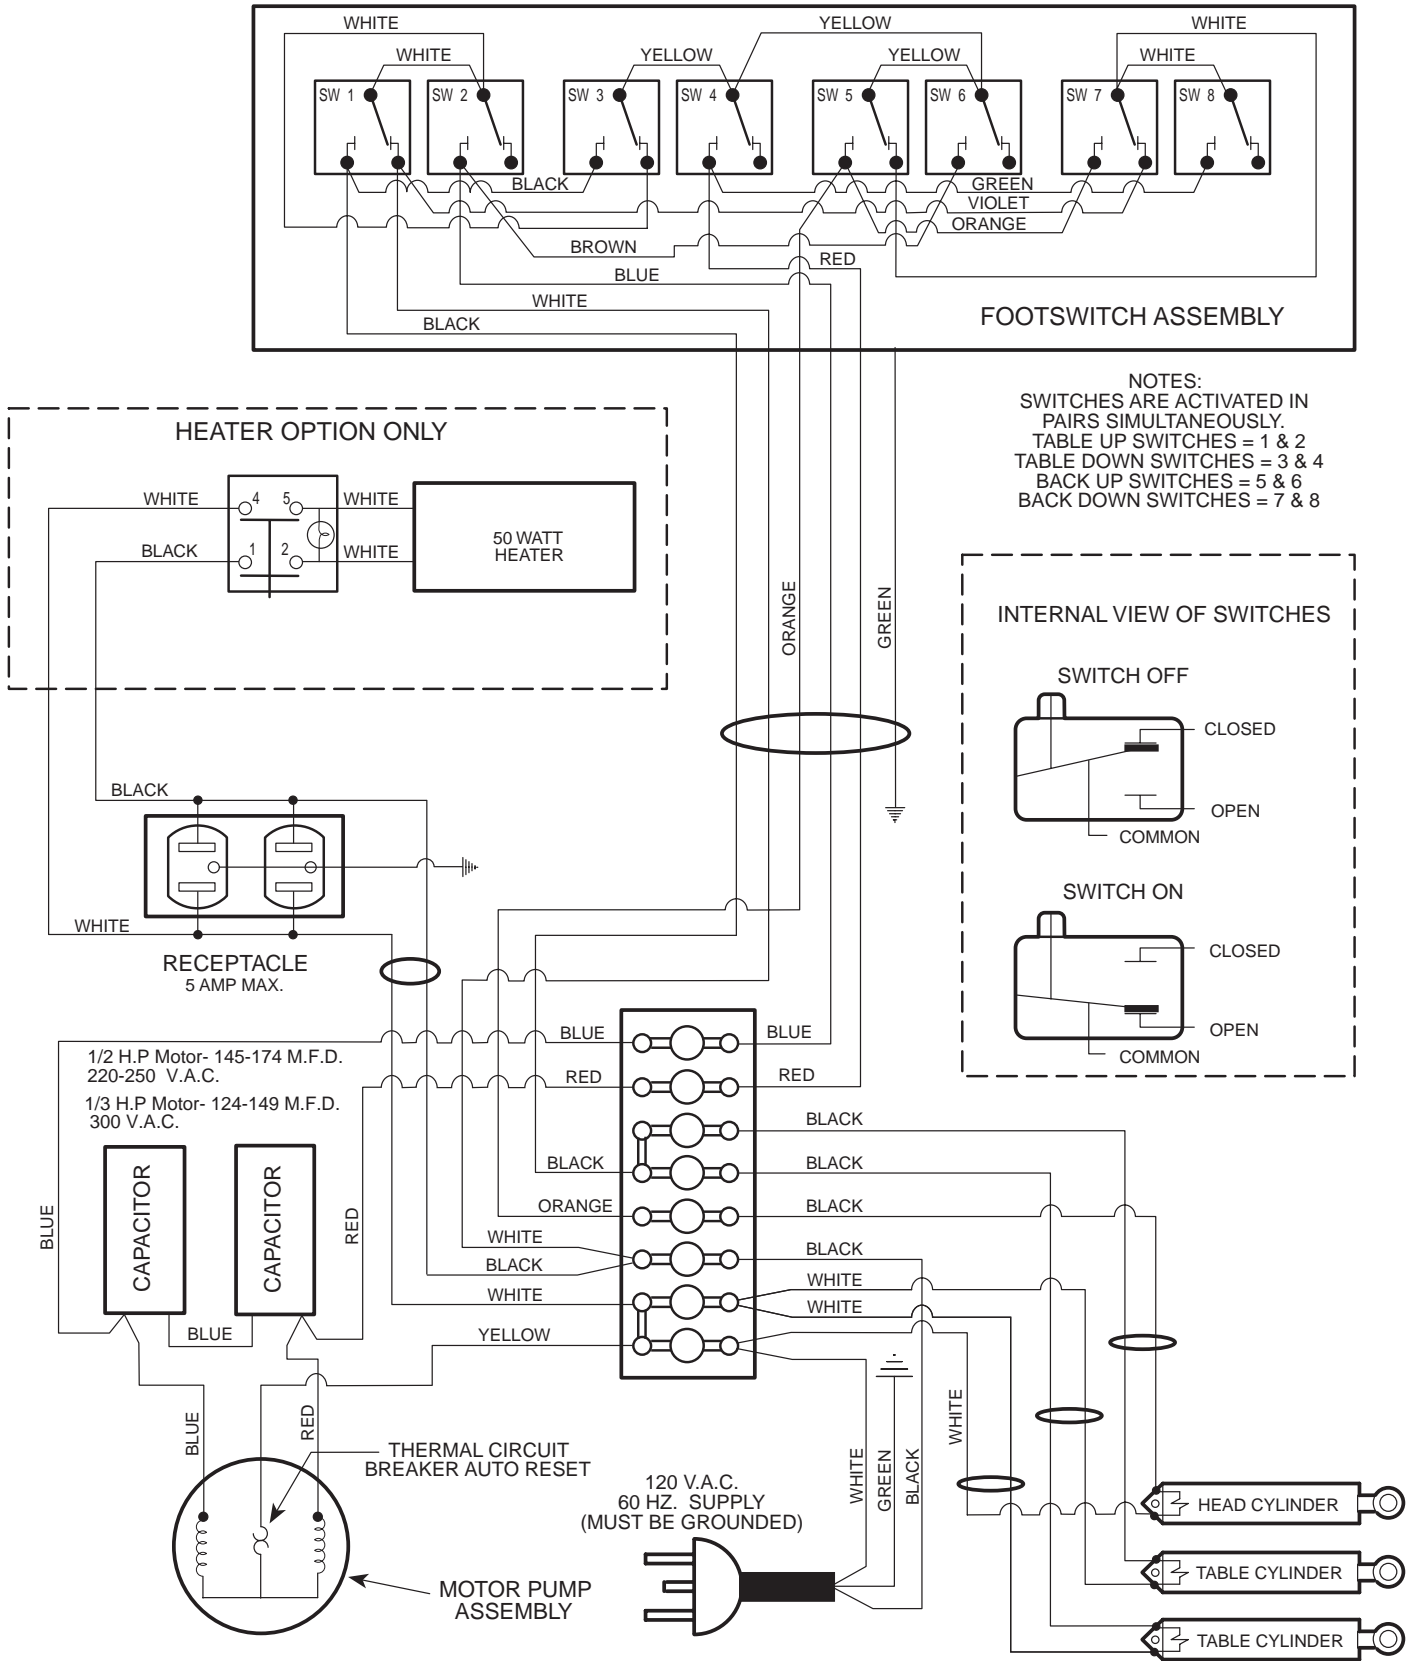 WHITE
YELLOW
WHITE
WHITE
YELLOW
YELLOW
WHITE
SW 1
SW 2
SW 3
SW 4
SW 5
SW 6
SW 7
SW 8
BLACK
GREEN
VIOLET
ORANGE
BROWN
RED
BLUE
WHITE
BLACK
FOOTSWITCH ASSEMBLY
NOTES:
SWITCHES ARE ACTIVATED IN
PAIRS SIMULTANEOUSLY.
TABLE UP SWITCHES = 1 & 2
TABLE DOWN SWITCHES = 3 & 4
BACK UP SWITCHES = 5 & 6
BACK DOWN SWITCHES = 7 & 8
HEATER OPTION ONLY
WHITE
4
5
WHITE
BLACK
1
2
WHITE
50 WATT
HEATER
ORANGE
GREEN
INTERNAL VIEW OF SWITCHES
SWITCH OFF
CLOSED
OPEN
COMMON
SWITCH ON
CLOSED
OPEN
COMMON
BLACK
WHITE
RECEPTACLE
5 AMP MAX.
BLUE
BLUE
1/2 H.P Motor- 145-174 M.F.D.
220-250 V.A.C.
1/3 H.P Motor- 124-149 M.F.D.
300 V.A.C.
RED
RED
BLACK
BLACK
BLACK
ORANGE
BLACK
WHITE
BLACK
BLACK
WHITE
WHITE
WHITE
YELLOW
BLUE
CAPACITOR
CAPACITOR
RED
BLUE
BLUE
RED
THERMAL CIRCUIT
BREAKER AUTO RESET
MOTOR PUMP
ASSEMBLY
120 V.A.C.
60 HZ. SUPPLY
(MUST BE GROUNDED)
WHITE
GREEN
BLACK
WHITE
HEAD CYLINDER
TABLE CYLINDER
TABLE CYLINDER